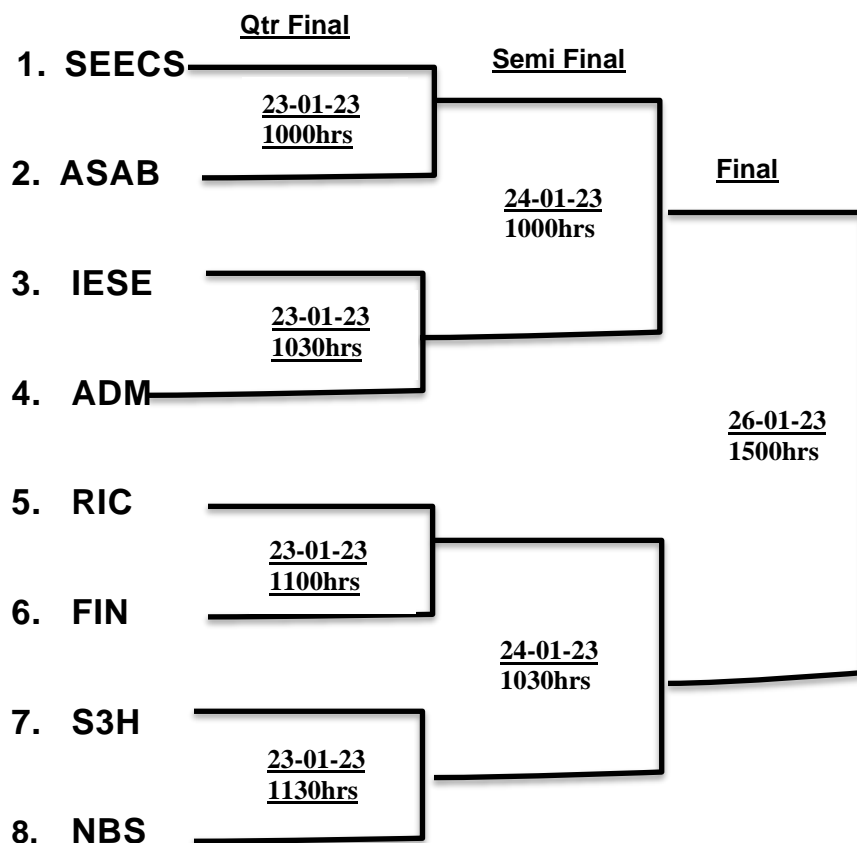 Qtr Final
1. SEECS
Semi Final
23-01-23
1000hrs
2. ASAB
Final
24-01-23
1000hrs
3. IESE
23-01-23
1030hrs
4. ADM
26-01-23
1500hrs
5. RIC
23-01-23
1100hrs
6. FIN
24-01-23
1030hrs
7. S3H
23-01-23
1130hrs
8. NBS